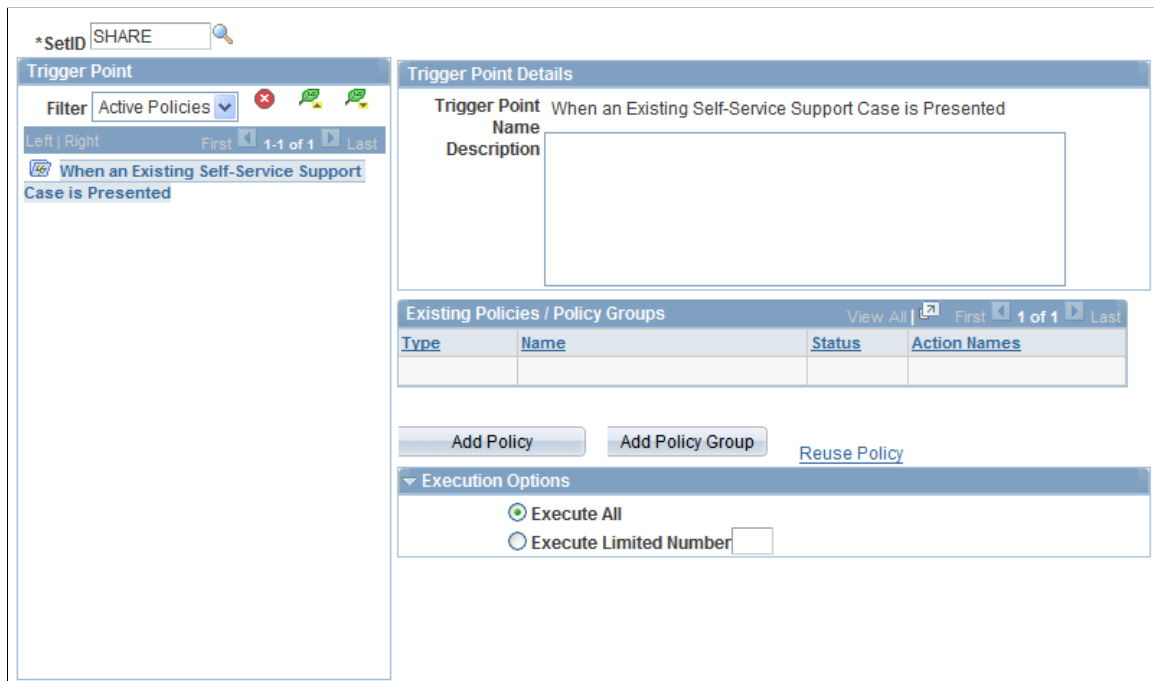 *SetID SHARE
Trigger Point
Filter Active Policies
Left | Right First 1-1 of 1 Last
When an Existing Self-Service Support
Case is Presented
Trigger Point Details
Trigger Point Name When an Existing Self-Service Support Case is Presented
Description
Existing Policies / Policy Groups View All | First 1 of 1 Last
Type Name Status Action Names
Add Policy Add Policy Group Reuse Policy
Execution Options
Execute All
Execute Limited Number